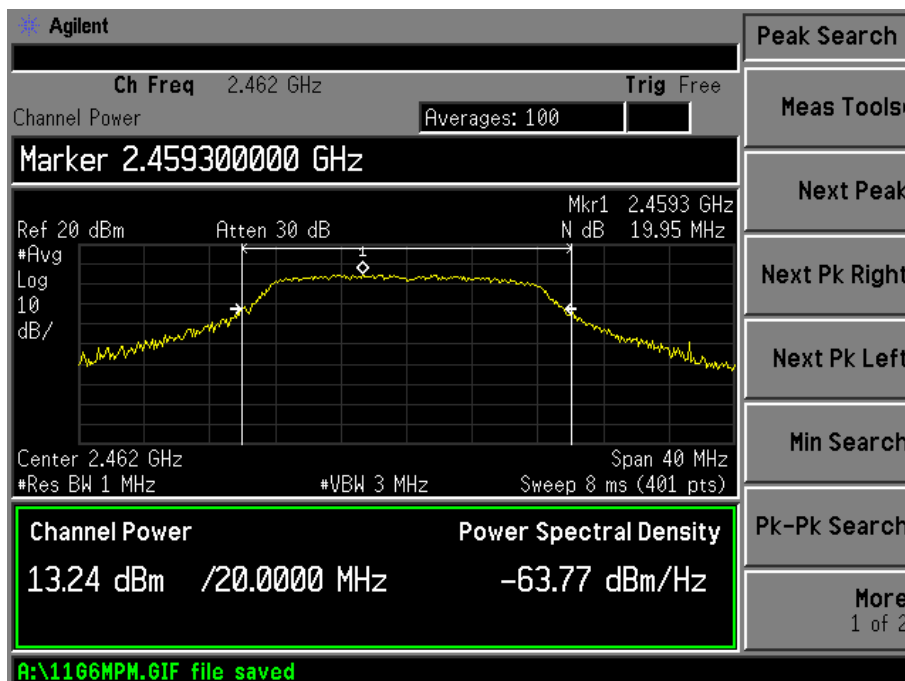 Agilent
Peak Search
Ch Freq 2.462 GHz Trig Free
Channel Power Averages: 100
Meas Tools
Marker 2.459300000 GHz
Next Peak
Mkr1 2.4593 GHz
Ref 20 dBm Atten 30 dB N dB 19.95 MHz
#Avg
Log
10
dB/
1
Next Pk Right
Next Pk Left
Center 2.462 GHz Span 40 MHz
#Res BW 1 MHz #VBW 3 MHz Sweep 8 ms (401 pts)
Min Search
Channel Power Power Spectral Density
13.24 dBm /20.0000 MHz -63.77 dBm/Hz
Pk-Pk Search
More
1 of 2
A:\11G6MPM.GIF file saved